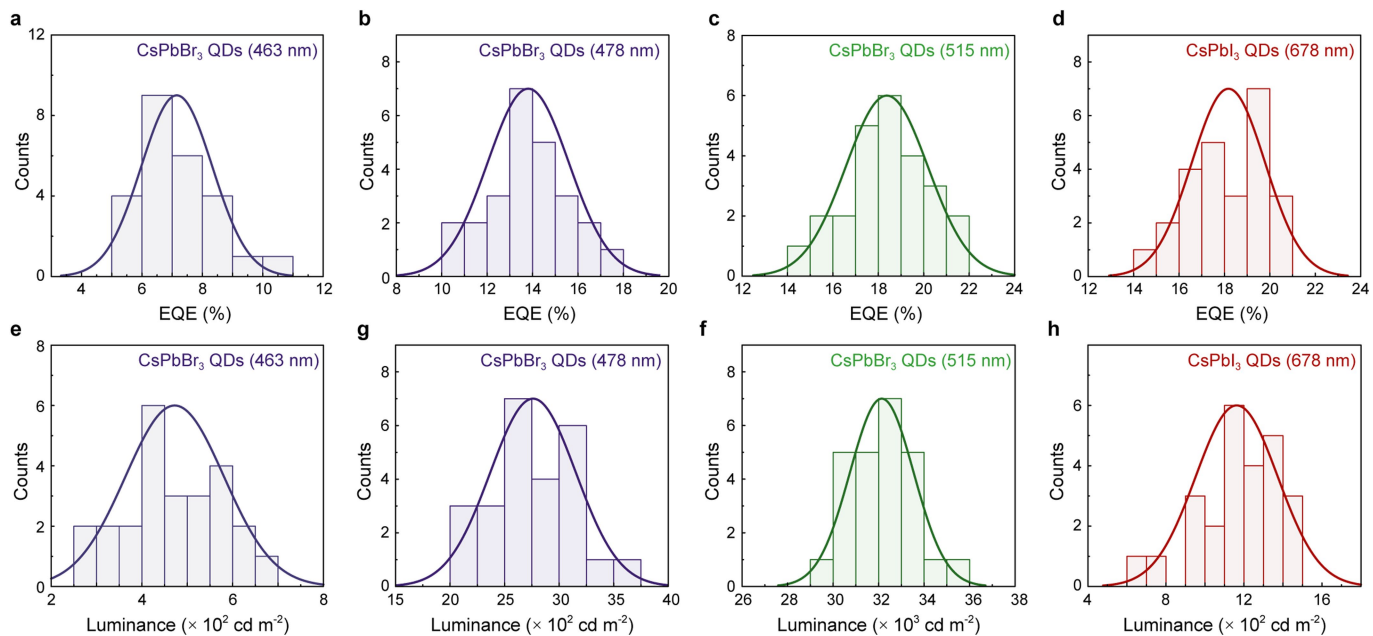 a
CsPbBr₃ QDs (463 nm)
12
8
4
0
Counts
4
6
8
10
12
EQE (%)
b
CsPbBr₃ QDs (478 nm)
8
6
4
2
0
Counts
8
10
12
14
16
18
20
EQE (%)
c
CsPbBr₃ QDs (515 nm)
8
6
4
2
0
Counts
12
14
16
18
20
22
24
EQE (%)
d
CsPbI₃ QDs (678 nm)
8
6
4
2
0
Counts
12
14
16
18
20
22
24
EQE (%)
e
CsPbBr₃ QDs (463 nm)
8
6
4
2
0
Counts
2
4
6
8
Luminance (× 10² cd m⁻²)
g
CsPbBr₃ QDs (478 nm)
8
6
4
2
0
Counts
15
20
25
30
35
40
Luminance (× 10² cd m⁻²)
f
CsPbBr₃ QDs (515 nm)
8
6
4
2
0
Counts
26
28
30
32
34
36
38
Luminance (× 10³ cd m⁻²)
h
CsPbI₃ QDs (678 nm)
8
6
4
2
0
Counts
4
8
12
16
Luminance (× 10² cd m⁻²)